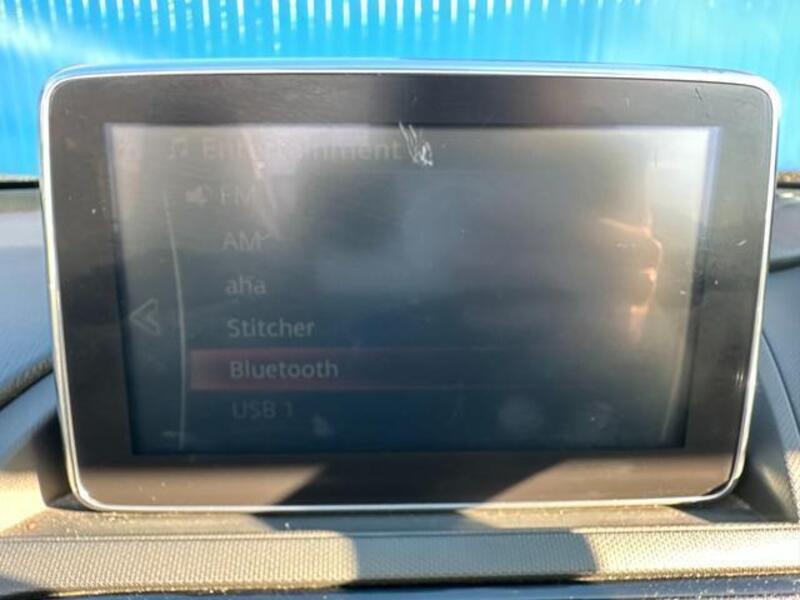 Entertainment
FM
AM
aha
Stitcher
Bluetooth
USB 1